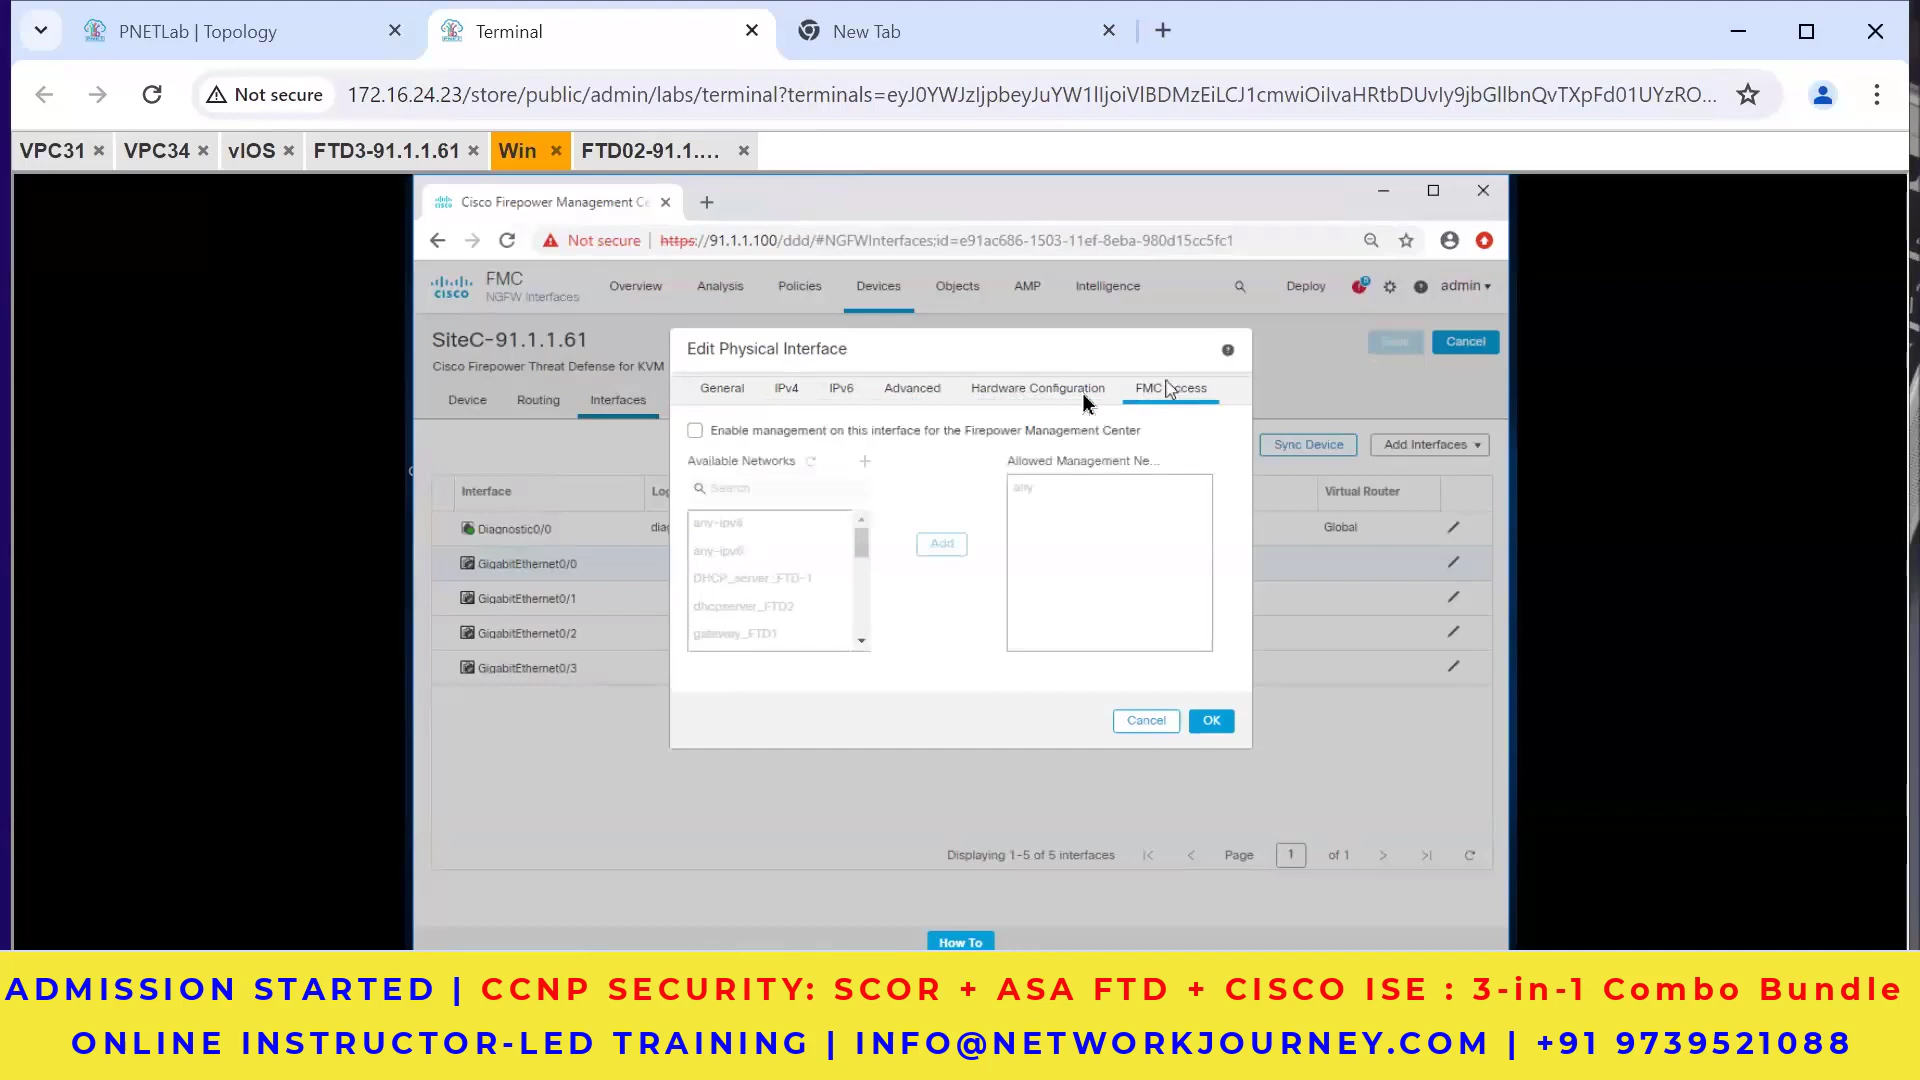 PNETLab | Topology
Terminal
New Tab
Not secure
172.16.24.23/store/public/admin/labs/terminal?terminals=
VPC31
VPC34
vIOS
FTD3-91.1.1.61
Win
FTD02-91.1....
Cisco Firepower Management Ce
Not secure | https://91.1.1.100/ddd/#NGFWInterfaces;id=e91ac686-1503-11ef-8eba-980d15cc5fc1
cisco
FMC
NGFW Interfaces
Overview
Analysis
Policies
Devices
Objects
AMP
Intelligence
Deploy
admin
SiteC-91.1.1.61
Save
Cancel
Cisco Firepower Threat Defense for KVM
Device
Routing
Interfaces
Sync Device
Add Interfaces
Interface
Log
Virtual Router
Diagnostic0/0
diag
Global
GigabitEthernet0/0
GigabitEthernet0/1
GigabitEthernet0/2
GigabitEthernet0/3
Edit Physical Interface
General
IPv4
IPv6
Advanced
Hardware Configuration
FMC Access
Enable management on this interface for the Firepower Management Center
Available Networks
Allowed Management Ne...
Search
any
any-ipv4
any-ipv6
DHCP_server_FTD-1
dhcpserver_FTD2
gateway_FTD1
Add
Cancel
OK
Displaying 1-5 of 5 interfaces
Page
1
of 1
How To
ADMISSION STARTED | CCNP SECURITY: SCOR + ASA FTD + CISCO ISE : 3-in-1 Combo Bundle
ONLINE INSTRUCTOR-LED TRAINING | INFO@NETWORKJOURNEY.COM | +91 9739521088